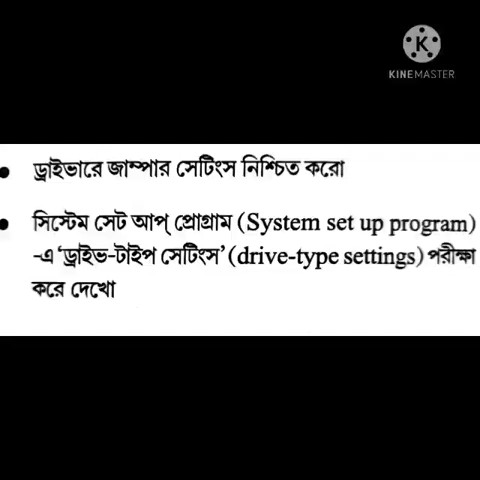 KINEMASTER
• ড্রাইভারে জাম্পার সেটিংস নিশ্চিত করো
• সিস্টেম সেট আপ্ প্রোগ্রাম (System set up program)
-এ ‘ড্রাইভ-টাইপ সেটিংস’ (drive-type settings) পরীক্ষা
করে দেখো